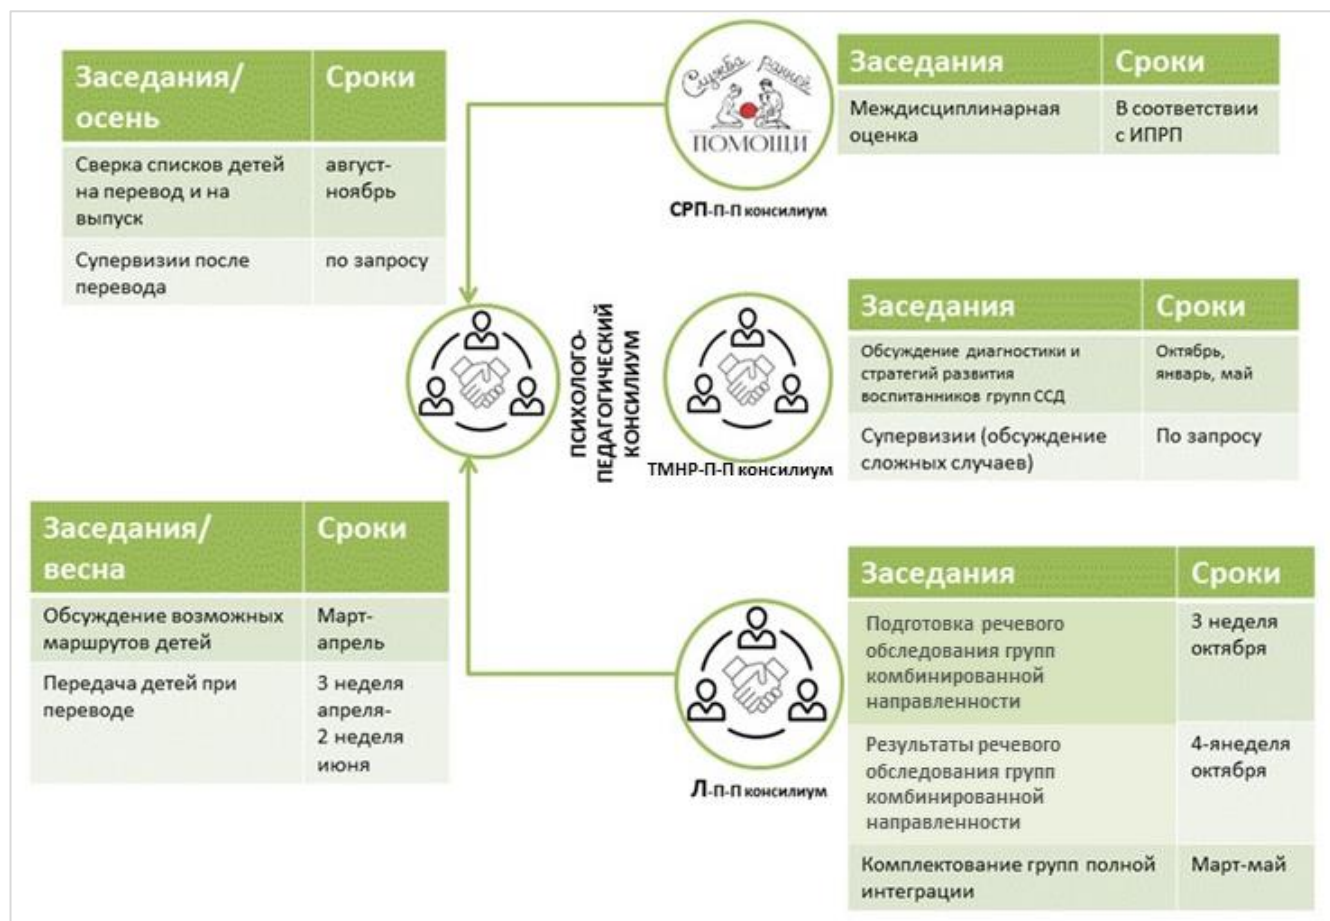 Заседания/
осень
Сроки
Сверка списков детей
на перевод и на
выпуск
август-
ноябрь
Супервизии после
перевода
по запросу
Служба ранней
ПОМОЩИ
СРП-П-П консилиум
Заседания
Сроки
Междисциплинарная
оценка
В соответствии
с ИПРП
ПСИХОЛОГО-
ПЕДАГОГИЧЕСКИЙ
КОНСИЛИУМ
ТМНР-П-П консилиум
Заседания
Сроки
Обсуждение диагностики и
стратегий развития
воспитанников групп ССД
Октябрь,
январь, май
Супервизии (обсуждение
сложных случаев)
По запросу
Заседания/
весна
Сроки
Обсуждение возможных
маршрутов детей
Март-
апрель
Передача детей при
переводе
3 неделя
апреля-
2 неделя
июня
Л-П-П консилиум
Заседания
Сроки
Подготовка речевого
обследования групп
комбинированной
направленности
3 неделя
октября
Результаты речевого
обследования групп
комбинированной
направленности
4-янеделя
октября
Комплектование групп полной
интеграции
Март-май